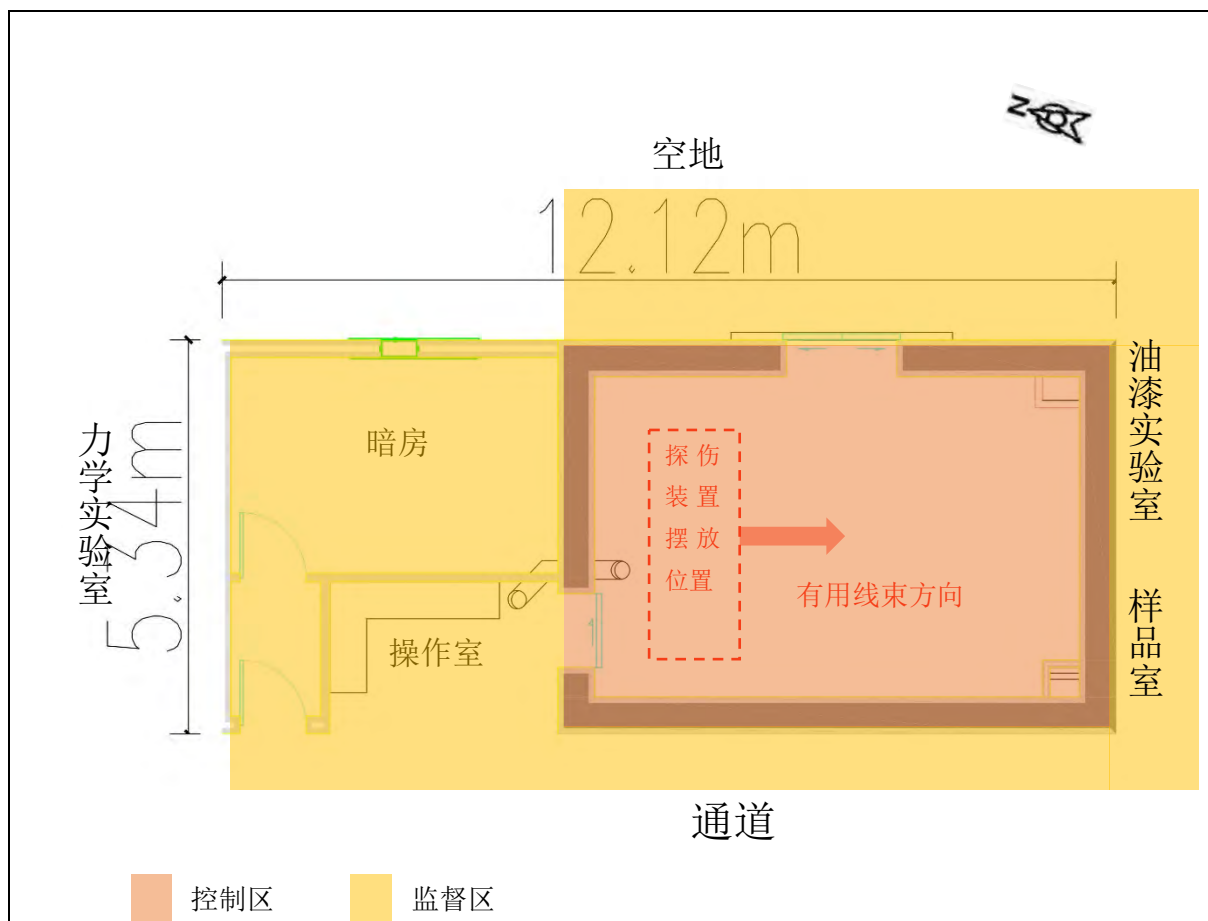 N
空地
12.12m
油漆实验室
暗房
力学实验室
5.34m
探伤
装置
摆放
位置
有用线束方向
样品室
操作室
通道
控制区
监督区